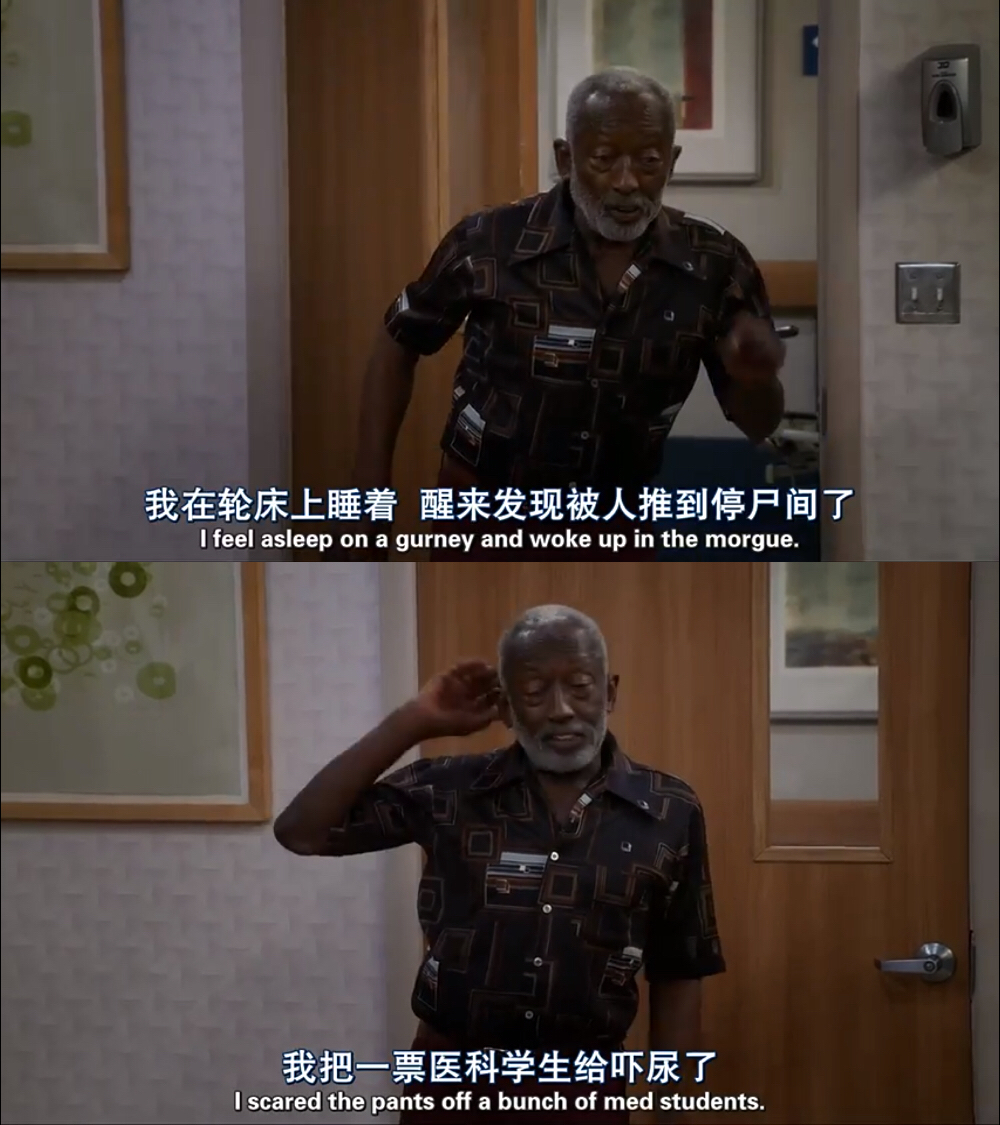 我在轮床上睡着 醒来发现被人推到停尸间了
I feel asleep on a gurney and woke up in the morgue.
我把一票医科学生给吓尿了
I scared the pants off a bunch of med students.